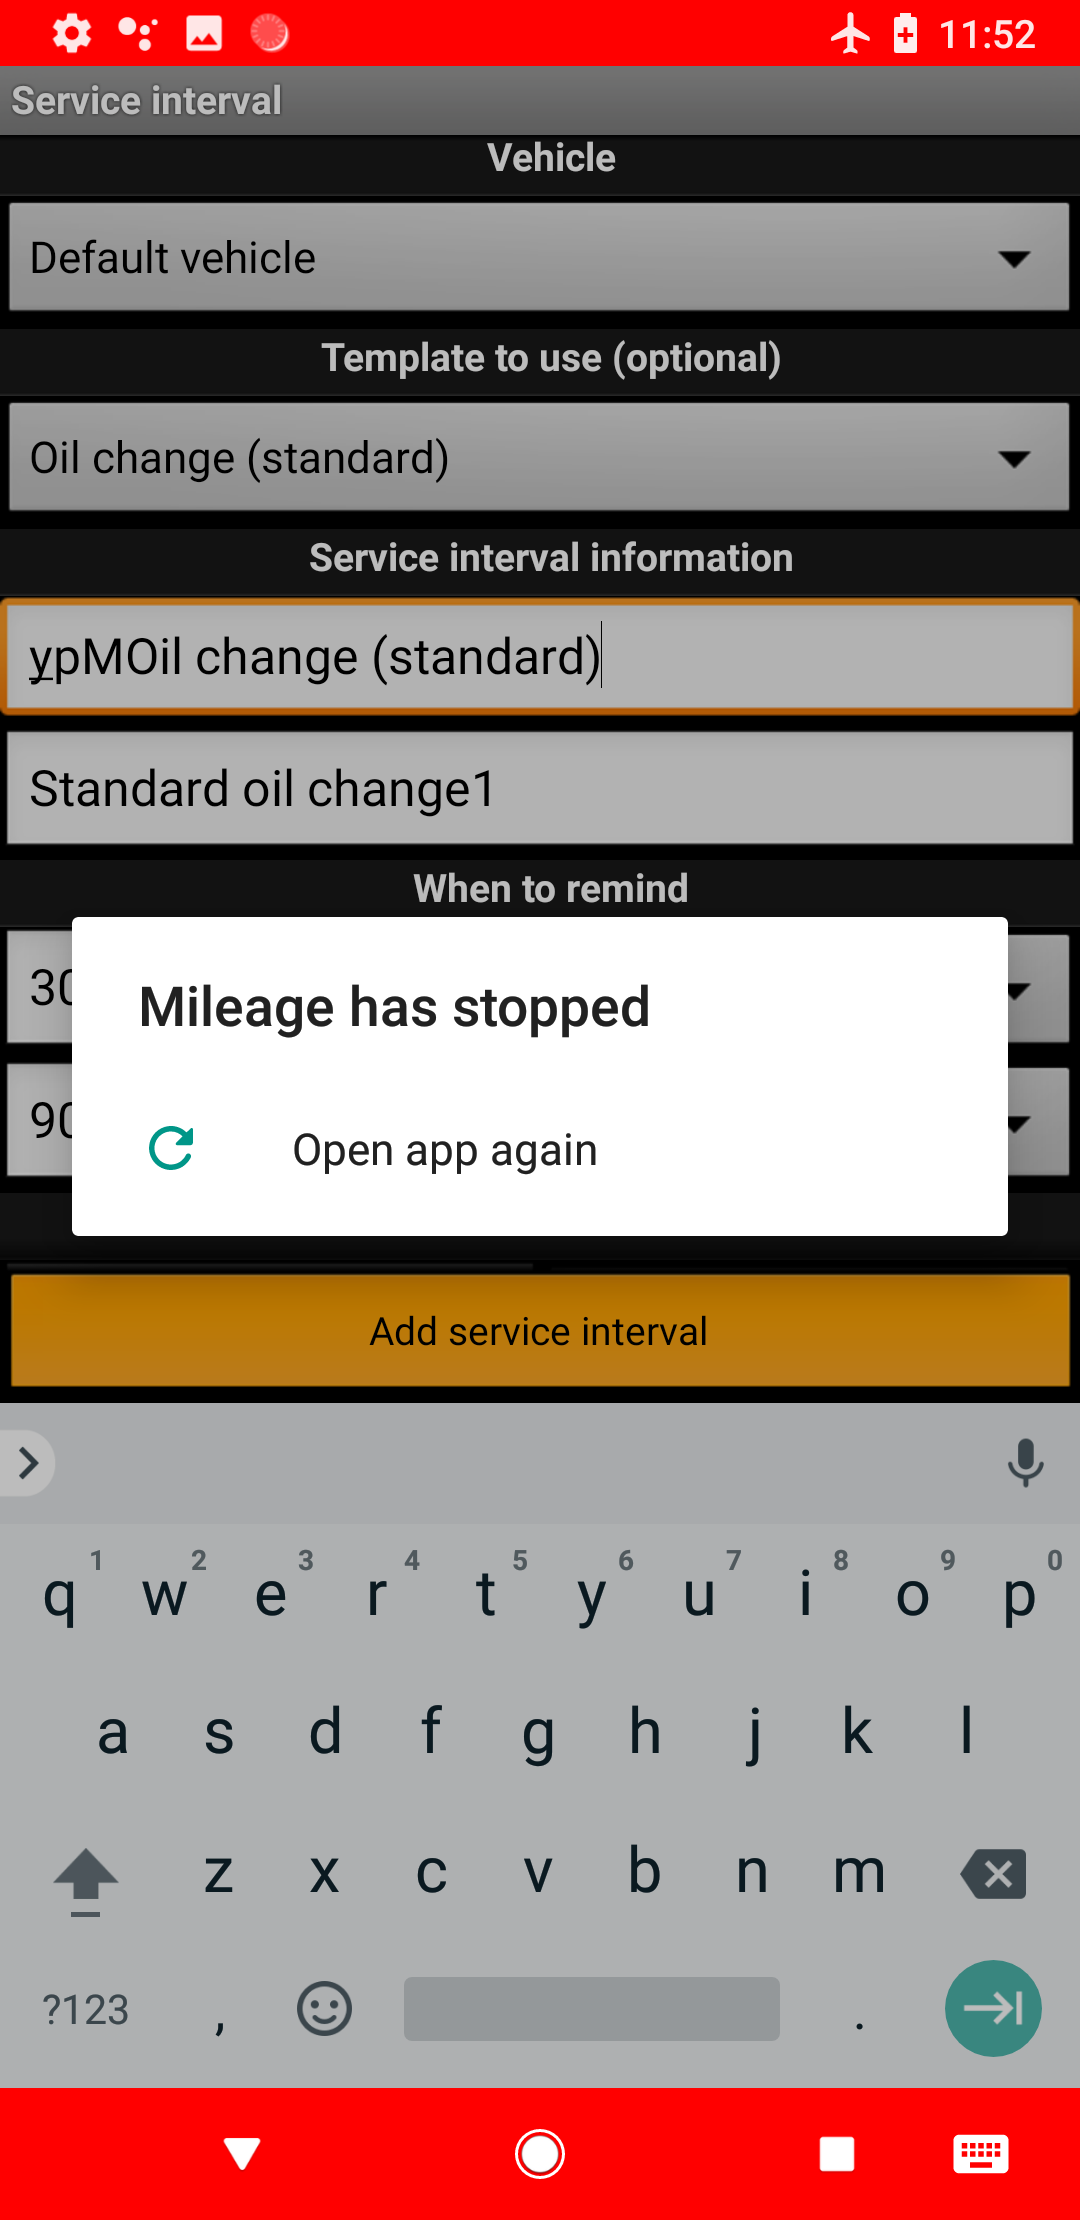 11:52
Service interval
Vehicle
Default vehicle
Template to use (optional)
Oil change (standard)
Service interval information
ypMOil change (standard)
Standard oil change1
When to remind
30
90
Mileage has stopped
Open app again
Add service interval
1 2 3 4 5 6 7 8 9 0
q w e r t y u i o p
a s d f g h j k l
z x c v b n m
?123 , .